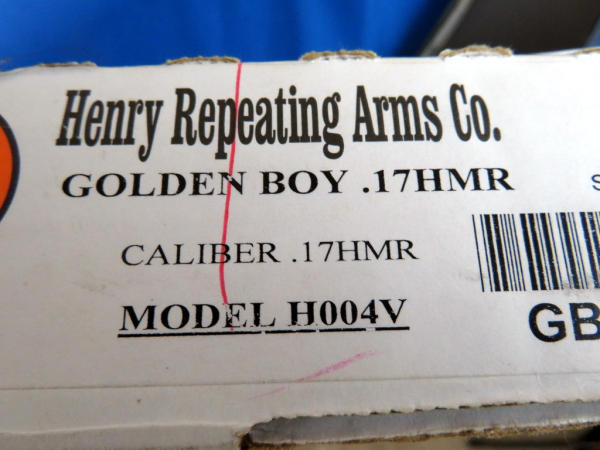 Henry Repeating Arms Co.
GOLDEN BOY .17HMR
S
CALIBER .17HMR
MODEL H004V
GB